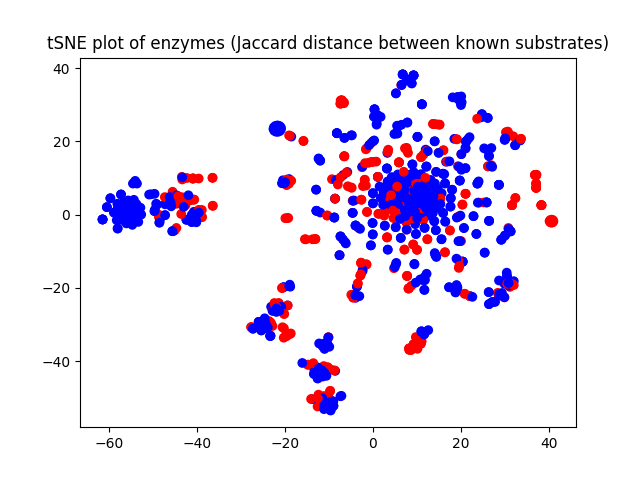 tSNE plot of enzymes (Jaccard distance between known substrates)
40
20
0
−20
−40
−60 −40 −20 0 20 40